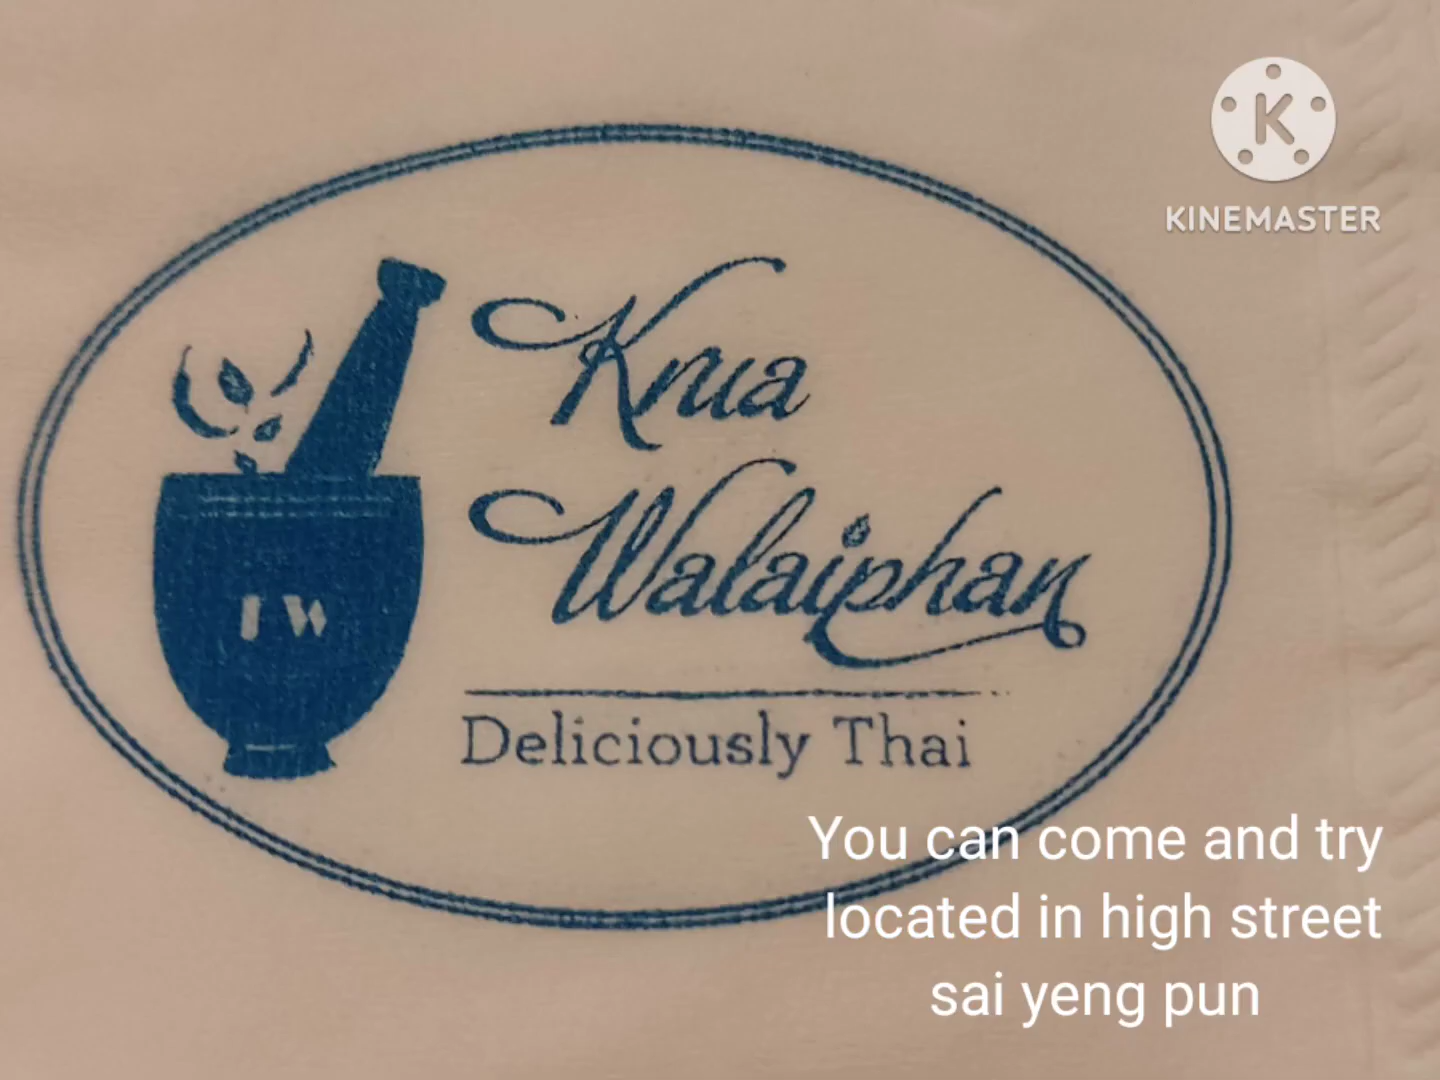 K
KINEMASTER
Krua
Walaiphan
Deliciously Thai
You can come and try
located in high street
sai yeng pun